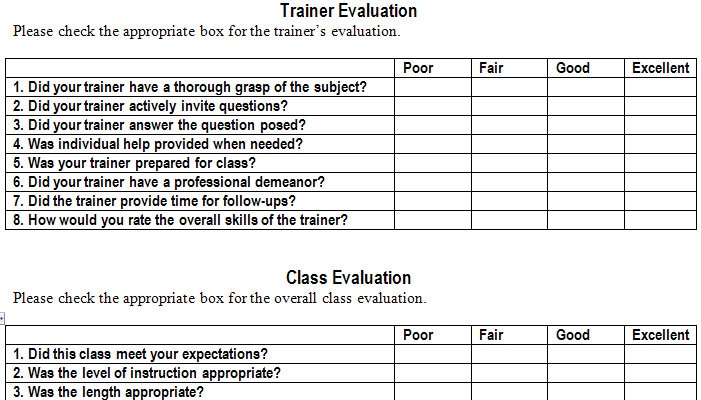 Trainer Evaluation
Please check the appropriate box for the trainer's evaluation.
Poor Fair Good Excellent
1. Did your trainer have a thorough grasp of the subject?
2. Did your trainer actively invite questions?
3. Did your trainer answer the question posed?
4. Was individual help provided when needed?
5. Was your trainer prepared for class?
6. Did your trainer have a professional demeanor?
7. Did the trainer provide time for follow-ups?
8. How would you rate the overall skills of the trainer?
Class Evaluation
Please check the appropriate box for the overall class evaluation.
Poor Fair Good Excellent
1. Did this class meet your expectations?
2. Was the level of instruction appropriate?
3. Was the length appropriate?